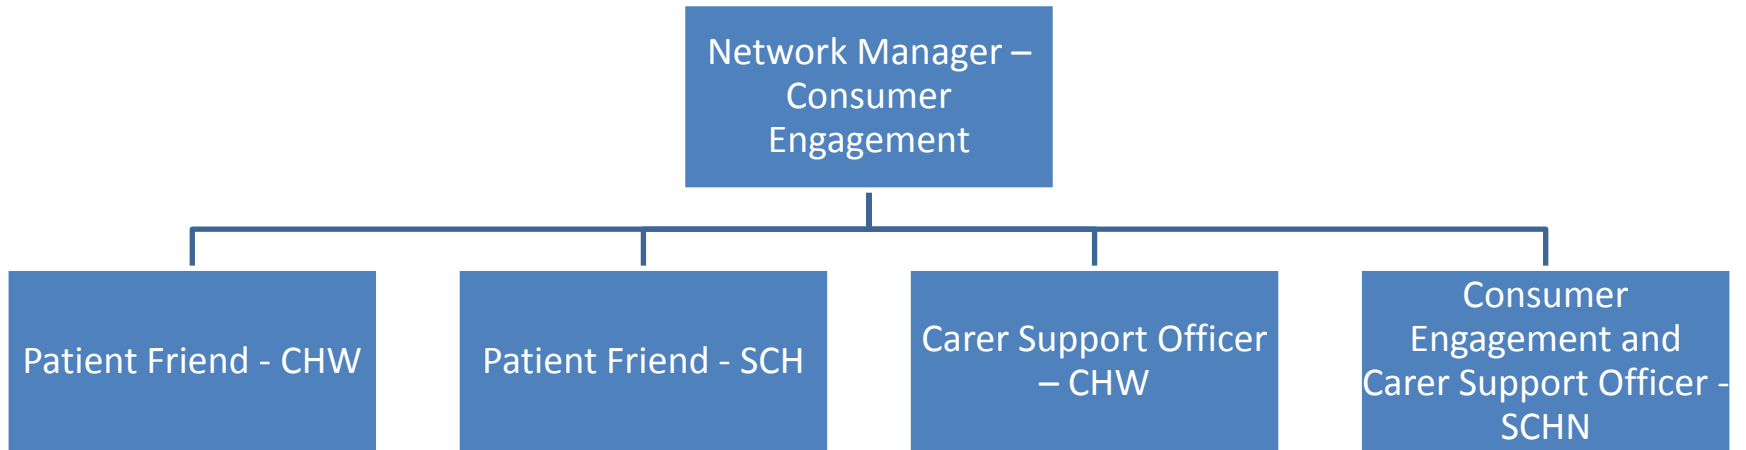 Network Manager –
Consumer
Engagement
Patient Friend - CHW
Patient Friend - SCH
Carer Support Officer
– CHW
Consumer
Engagement and
Carer Support Officer -
SCHN